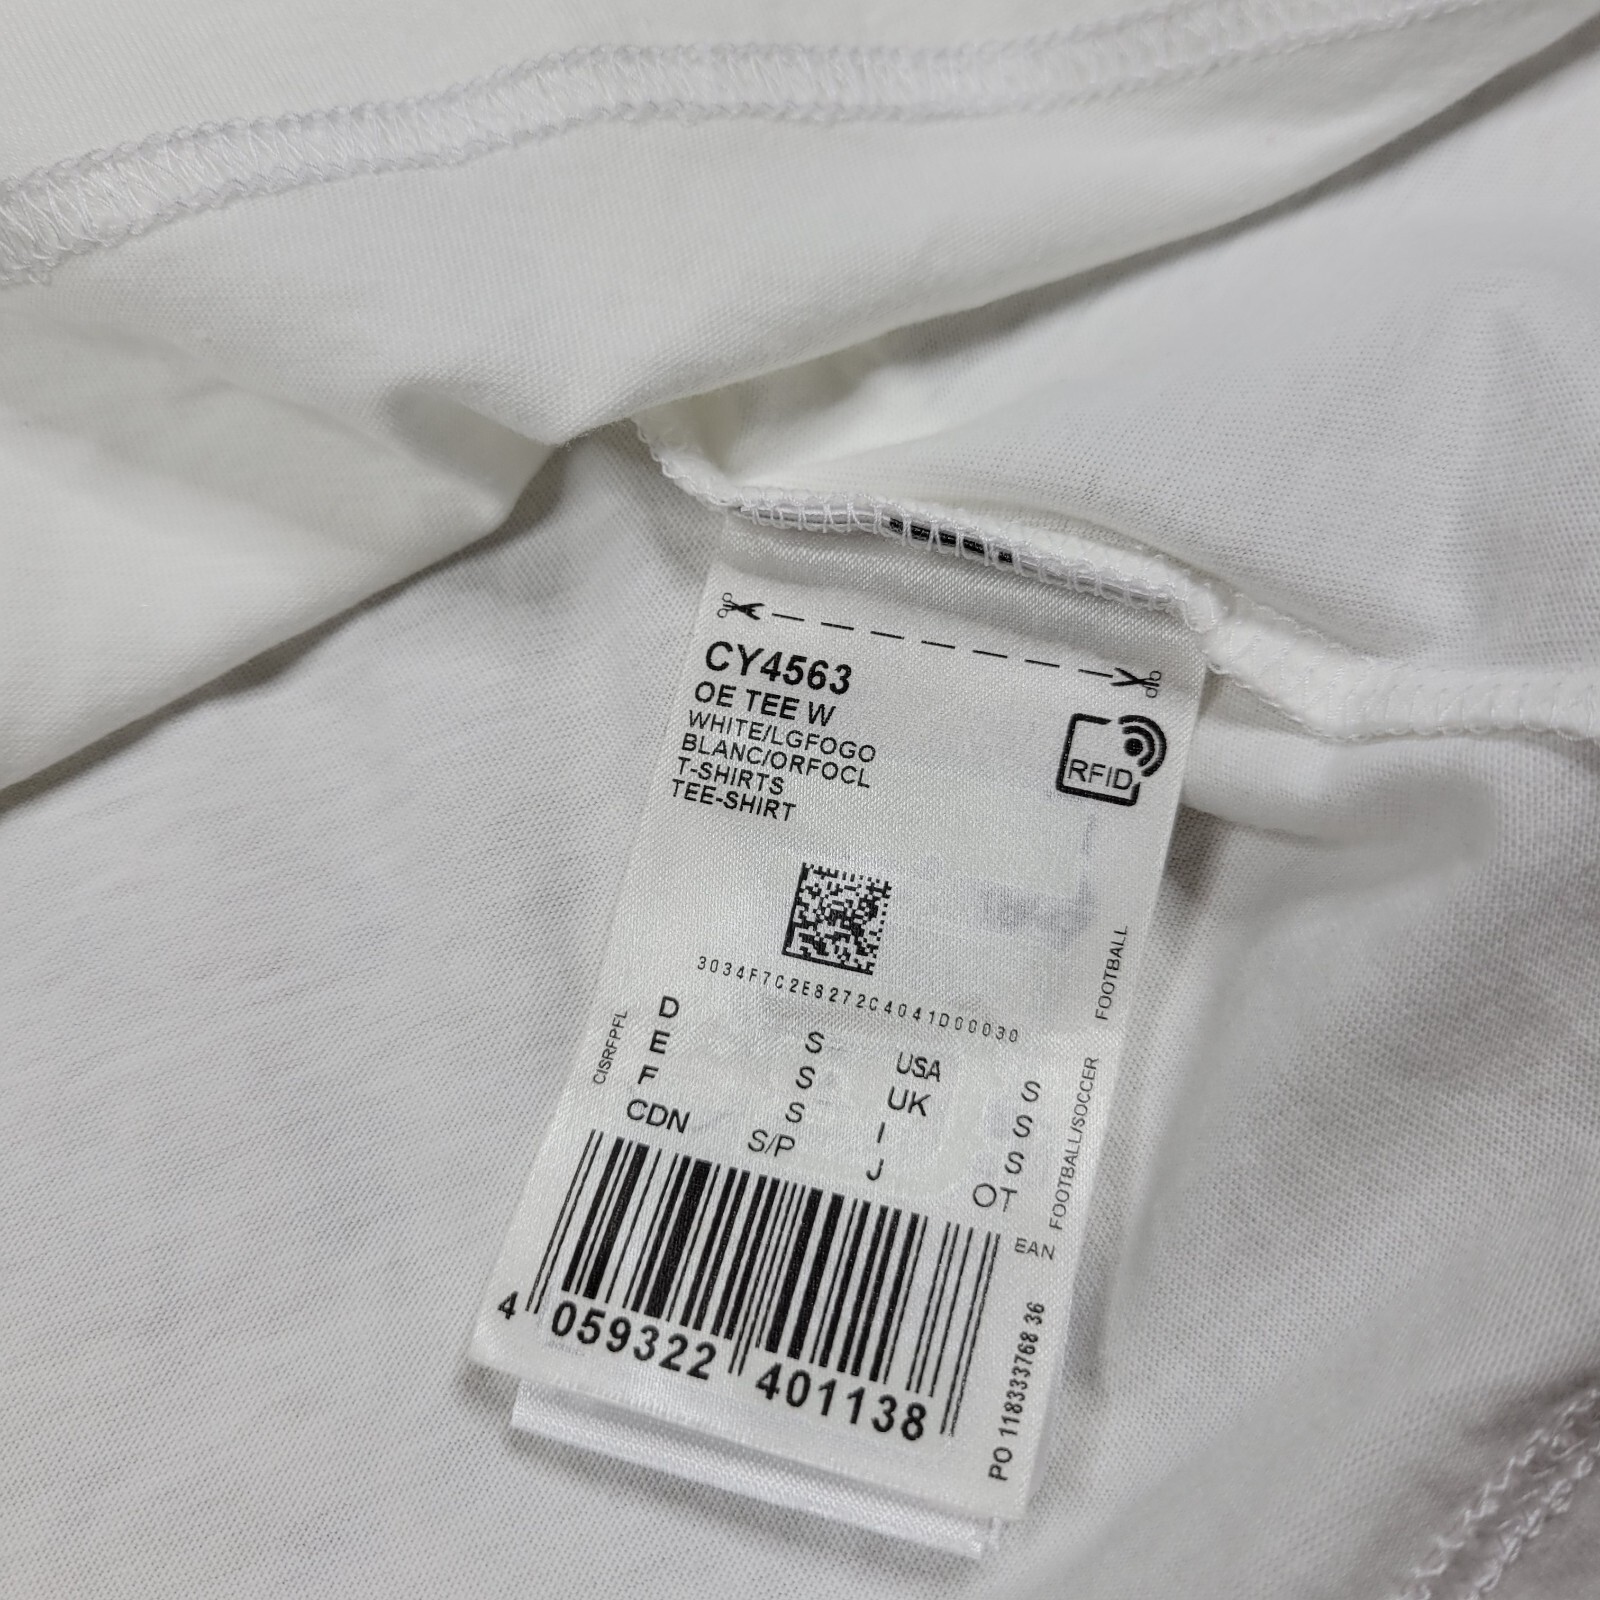 CY4563
OE TEE W
WHITE/LGFOGO
BLANC/ORFOCL
T-SHIRTS
TEE-SHIRT
RFID
3034F7C2E8272C4041D00030
CISRFPFL
D S USA S
E S UK S
F S I S
CDN S/P J OT
FOOTBALL
FOOTBALL/SOCCER
EAN
4 059322 401138
PO 118333768 36